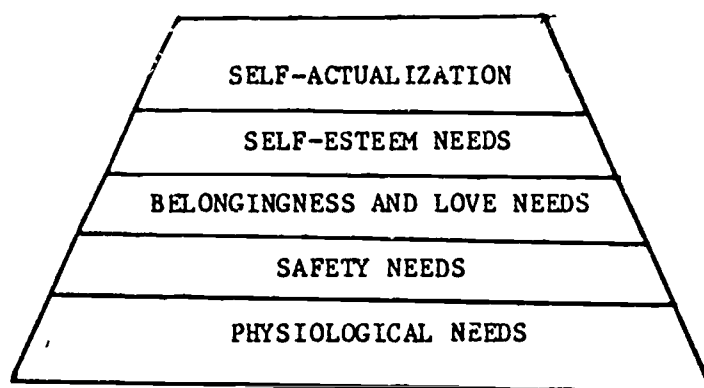 SELF-ACTUALIZATION
SELF-ESTEEM NEEDS
BELONGINGNESS AND LOVE NEEDS
SAFETY NEEDS
PHYSIOLOGICAL NEEDS